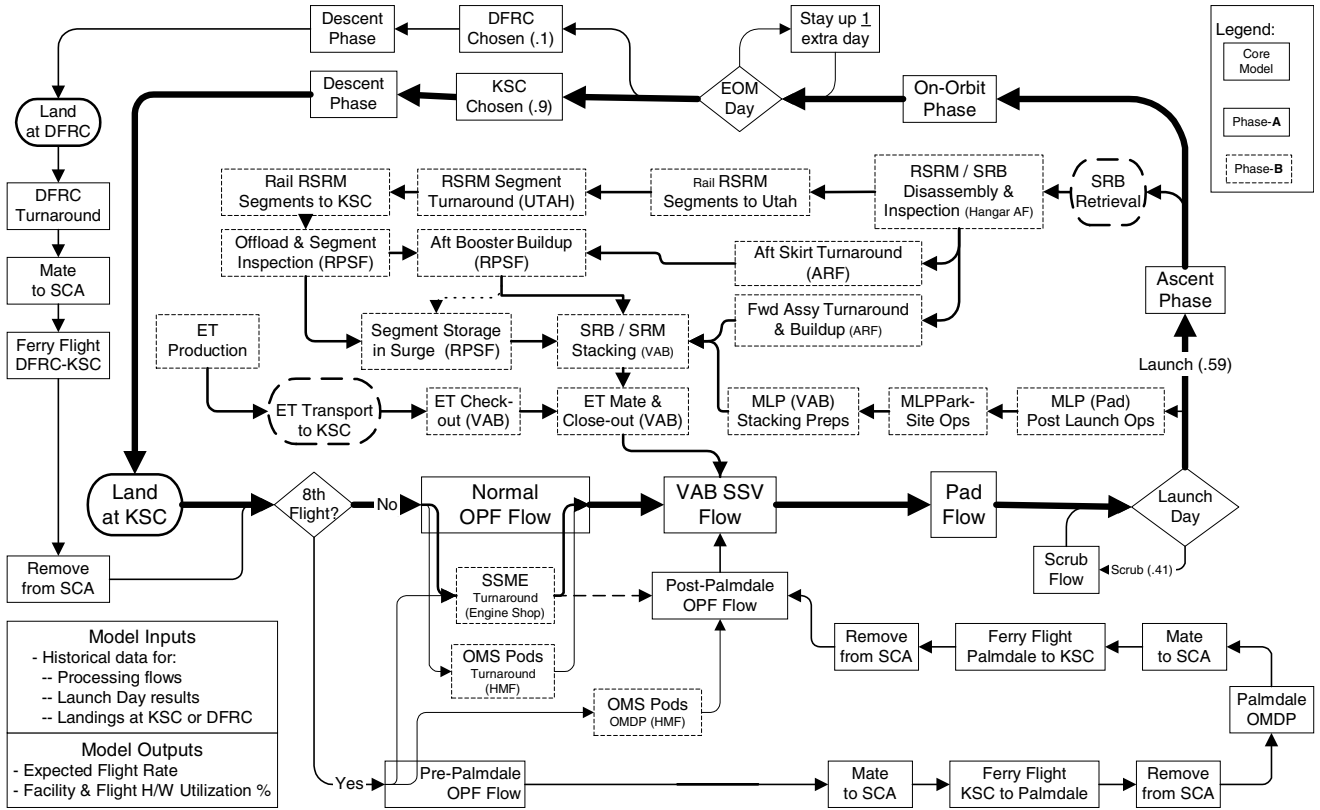 Descent
Phase
DFRC
Chosen (.1)
Stay up 1
extra day
Legend:
Core
Model
Phase-A
Phase-B
Descent
Phase
KSC
Chosen (.9)
EOM
Day
On-Orbit
Phase
Land
at DFRC
DFRC
Turnaround
Mate
to SCA
Ferry Flight
DFRC-KSC
Rail RSRM
Segments to KSC
RSRM Segment
Turnaround (UTAH)
Rail RSRM
Segments to Utah
RSRM / SRB
Disassembly &
Inspection (Hangar AF)
SRB
Retrieval
Offload & Segment
Inspection (RPSF)
Aft Booster Buildup
(RPSF)
Aft Skirt Turnaround
(ARF)
Ascent
Phase
ET
Production
Segment Storage
in Surge (RPSF)
SRB / SRM
Stacking (VAB)
Fwd Assy Turnaround
& Buildup (ARF)
Launch (.59)
ET Transport
to KSC
ET Check-
out (VAB)
ET Mate &
Close-out (VAB)
MLP (VAB)
Stacking Preps
MLPPark-
Site Ops
MLP (Pad)
Post Launch Ops
Land
at KSC
8th
Flight?
No
Normal
OPF Flow
VAB SSV
Flow
Pad
Flow
Launch
Day
Remove
from SCA
SSME
Turnaround
(Engine Shop)
Post-Palmdale
OPF Flow
Scrub
Flow
Scrub (.41)
OMS Pods
Turnaround
(HMF)
Remove
from SCA
Ferry Flight
Palmdale to KSC
Mate
to SCA
OMS Pods
OMDP (HMF)
Palmdale
OMDP
Model Inputs
- Historical data for:
-- Processing flows
-- Launch Day results
-- Landings at KSC or DFRC
Model Outputs
- Expected Flight Rate
- Facility & Flight H/W Utilization %
Yes
Pre-Palmdale
OPF Flow
Mate
to SCA
Ferry Flight
KSC to Palmdale
Remove
from SCA